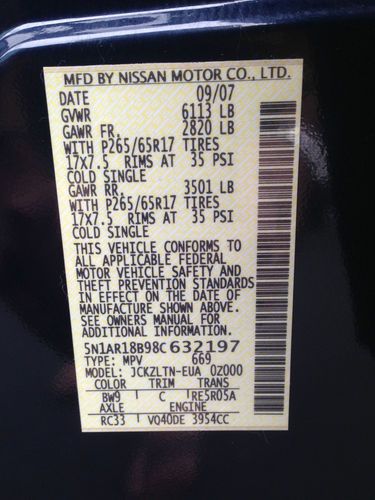 MFD BY NISSAN MOTOR CO., LTD.
DATE 09/07
GVWR 6113 LB
GAWR FR. 2820 LB
WITH P265/65R17 TIRES
17X7.5 RIMS AT 35 PSI
COLD SINGLE
GAWR RR. 3501 LB
WITH P265/65R17 TIRES
17X7.5 RIMS AT 35 PSI
COLD SINGLE
THIS VEHICLE CONFORMS TO
ALL APPLICABLE FEDERAL
MOTOR VEHICLE SAFETY AND
THEFT PREVENTION STANDARDS
IN EFFECT ON THE DATE OF
MANUFACTURE SHOWN ABOVE.
SEE OWNERS MANUAL FOR
ADDITIONAL INFORMATION.
5N1AR18B98C632197
TYPE: MPV 669
MODEL: JCKZLTN-EUA 0Z000
COLOR TRIM TRANS
BW9 C RE5R05A
AXLE ENGINE
RC33 VQ40DE 3954CC